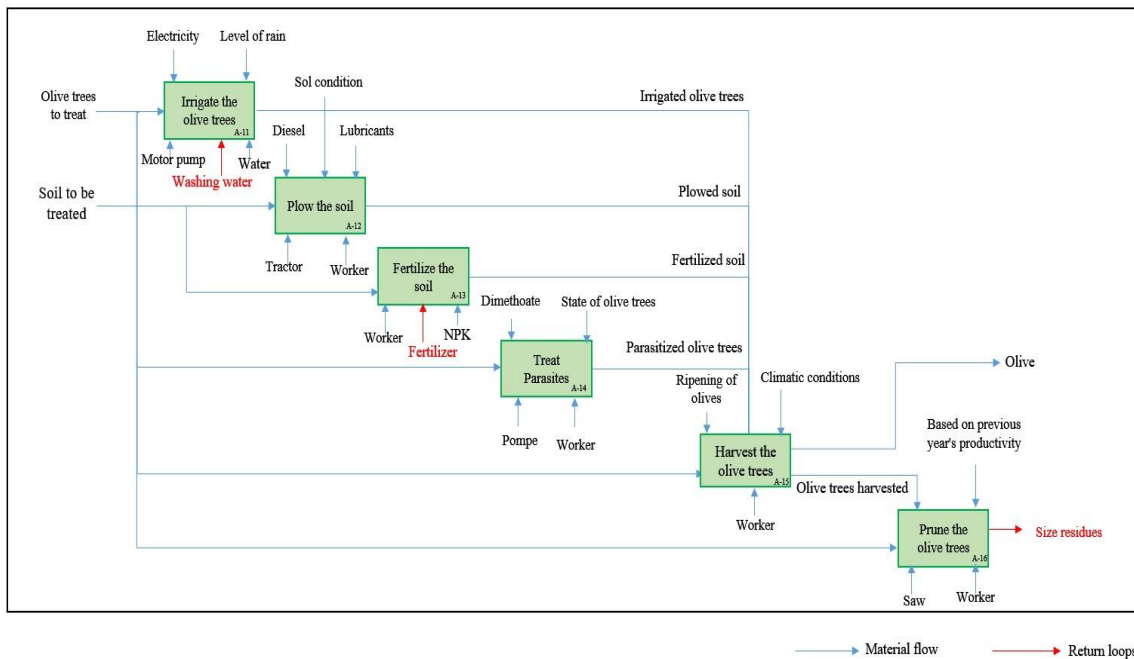 Electricity
Level of rain
Sol condition
Olive trees
to treat
Irrigate the
olive trees
A-11
Irrigated olive trees
Diesel
Lubricants
Motor pump
Water
Washing water
Soil to be
treated
Plow the soil
A-12
Plowed soil
Tractor
Worker
Fertilize the
soil
A-13
Fertilized soil
Dimethoate
State of olive trees
Worker
NPK
Fertilizer
Treat
Parasites
A-14
Parasitized olive trees
Ripening of
olives
Climatic conditions
Olive
Pompe
Worker
Based on previous
year's productivity
Harvest the
olive trees
A-15
Olive trees harvested
Worker
Prune the
olive trees
A-16
Size residues
Saw
Worker
Material flow
Return loops